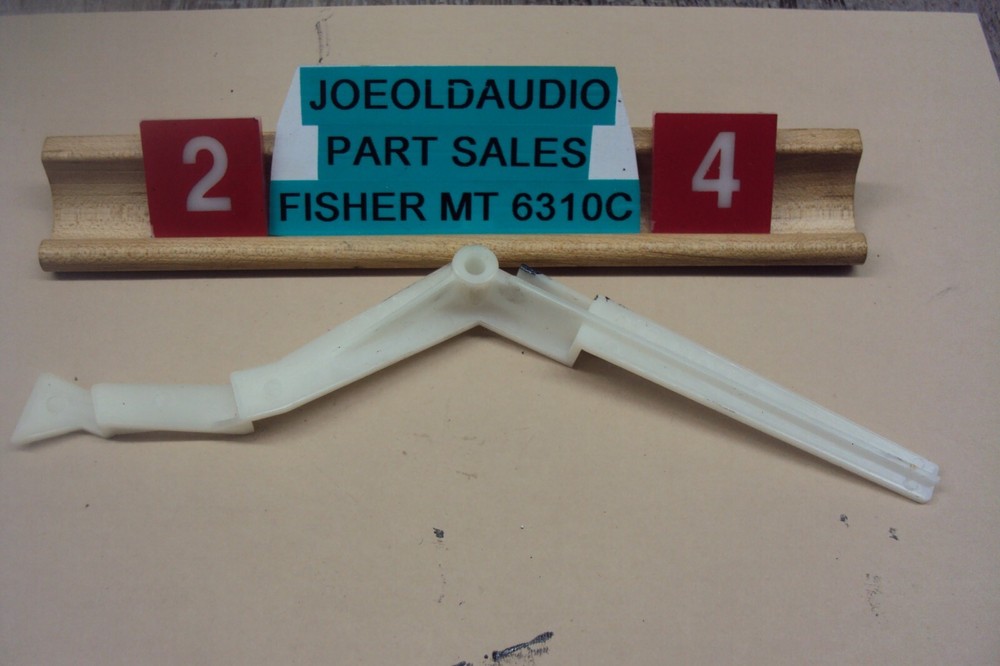 JOEOLDAUDIO
2 PART SALES 4
FISHER MT 6310C